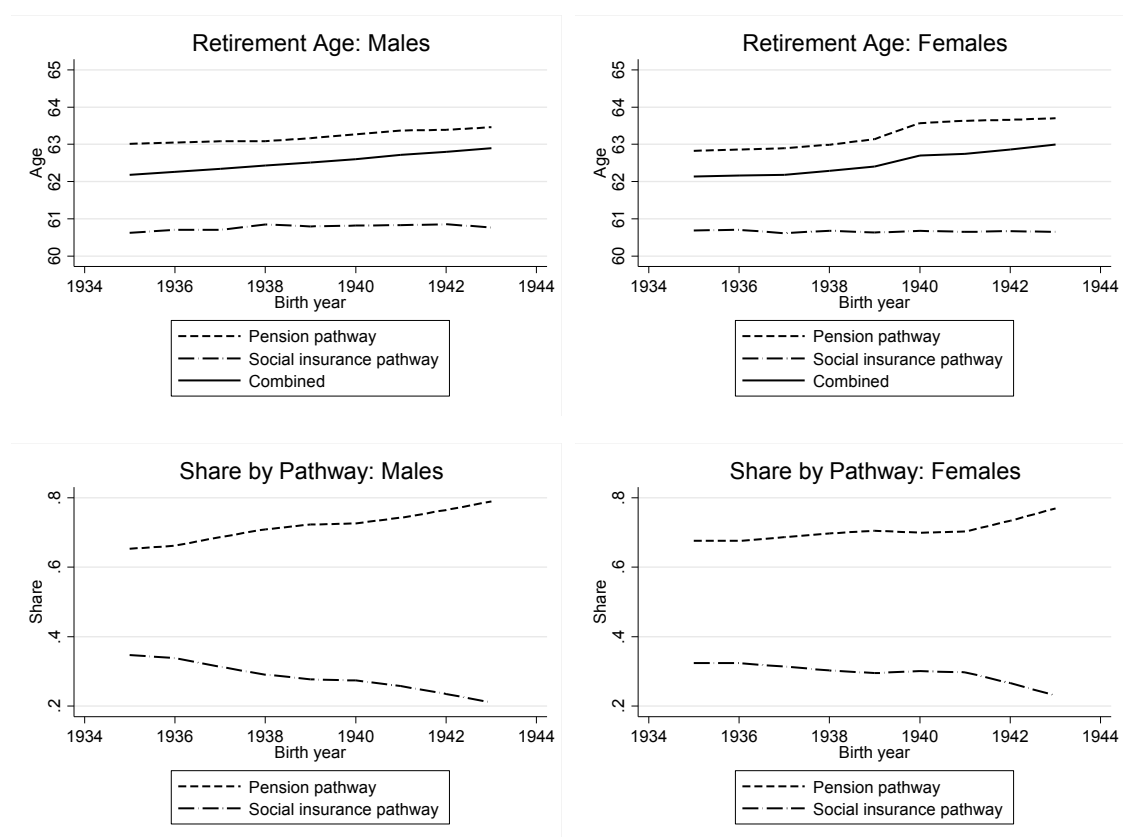 Retirement Age: Males
65
64
63
62
61
60
Age
1934 1936 1938 1940 1942 1944
Birth year
Pension pathway
Social insurance pathway
Combined
Retirement Age: Females
65
64
63
62
61
60
Age
1934 1936 1938 1940 1942 1944
Birth year
Pension pathway
Social insurance pathway
Combined
Share by Pathway: Males
.8
.6
.4
.2
Share
1934 1936 1938 1940 1942 1944
Birth year
Pension pathway
Social insurance pathway
Share by Pathway: Females
.8
.6
.4
.2
Share
1934 1936 1938 1940 1942 1944
Birth year
Pension pathway
Social insurance pathway